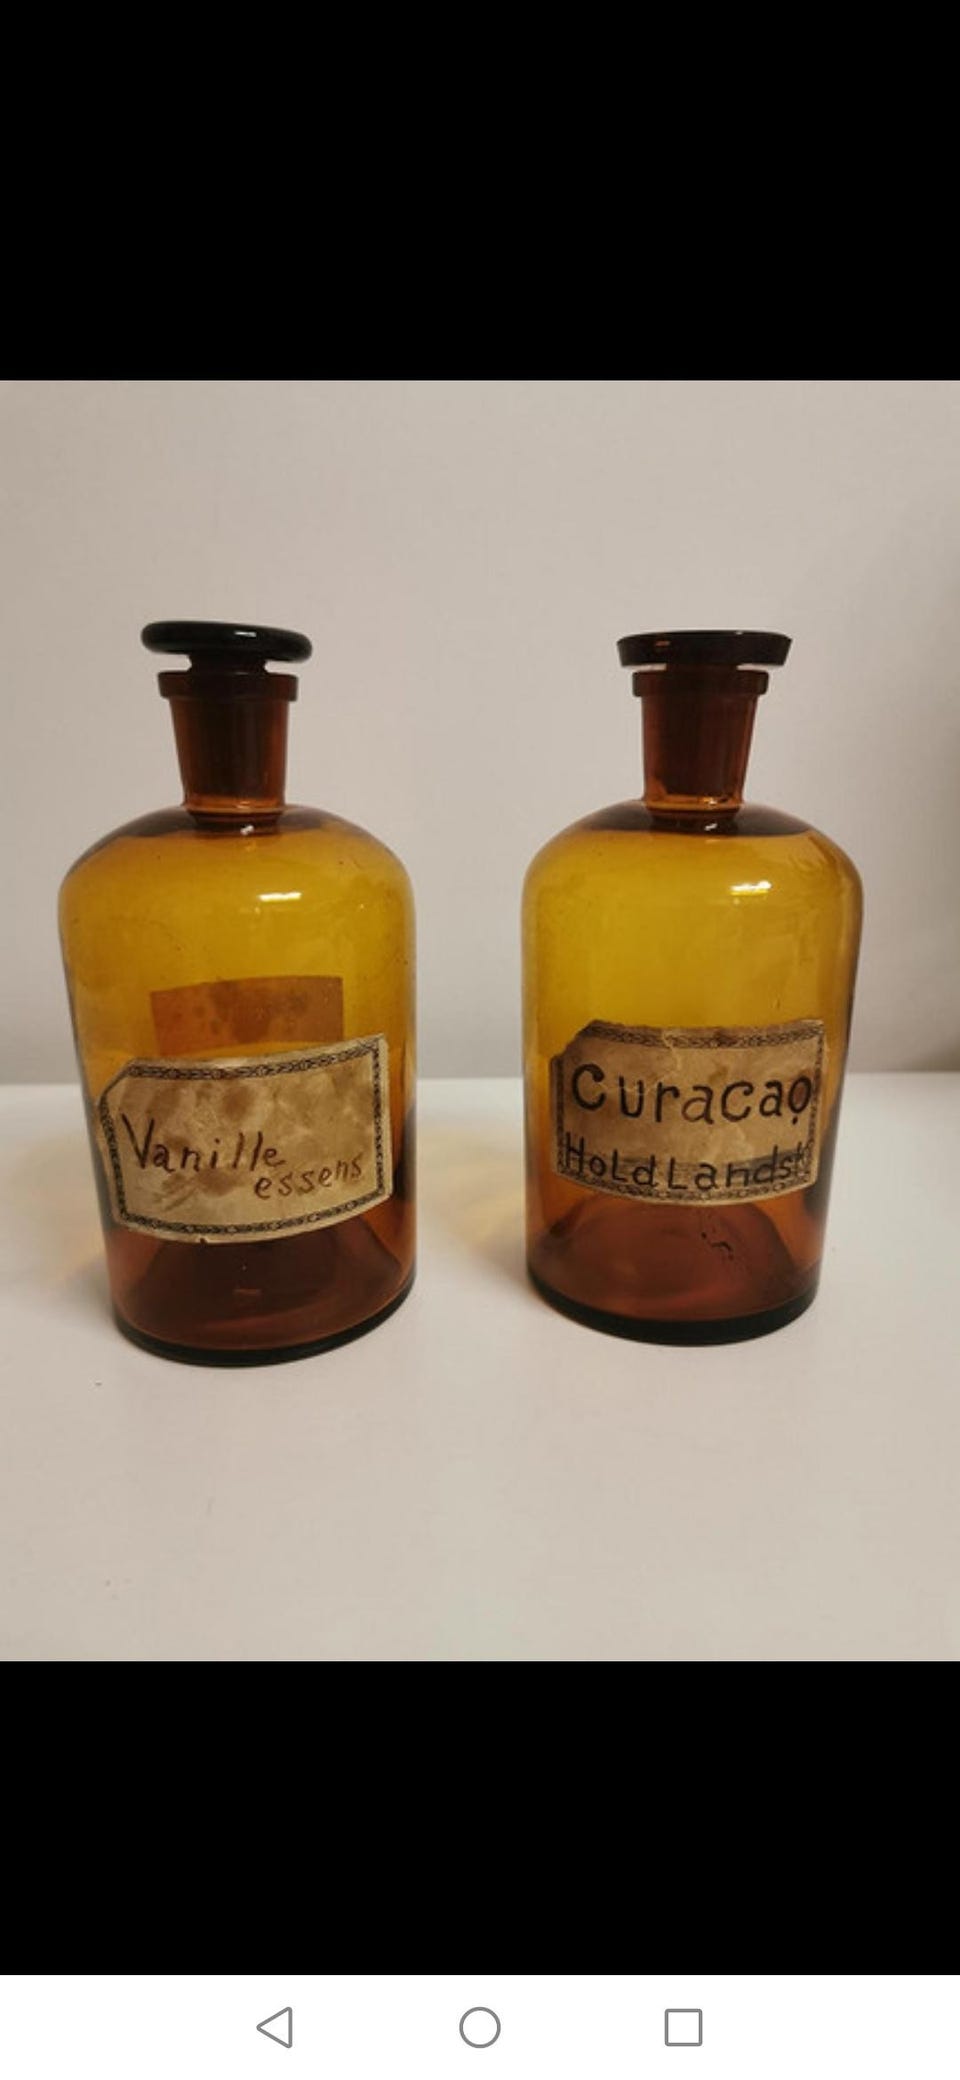 Vanille
essens
Curacao
HoldLandsk